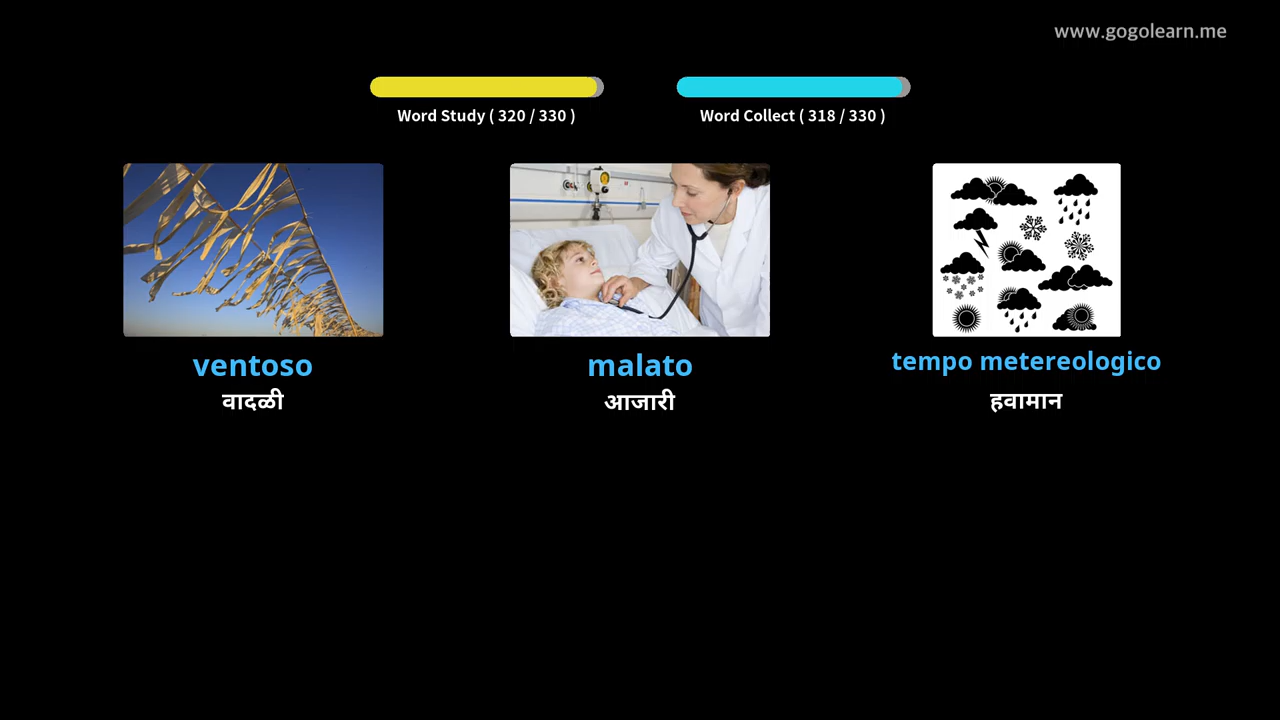 www.gogolearn.me
Word Study ( 320 / 330 )
Word Collect ( 318 / 330 )
ventoso
वादळी
malato
आजारी
tempo metereologico
हवामान